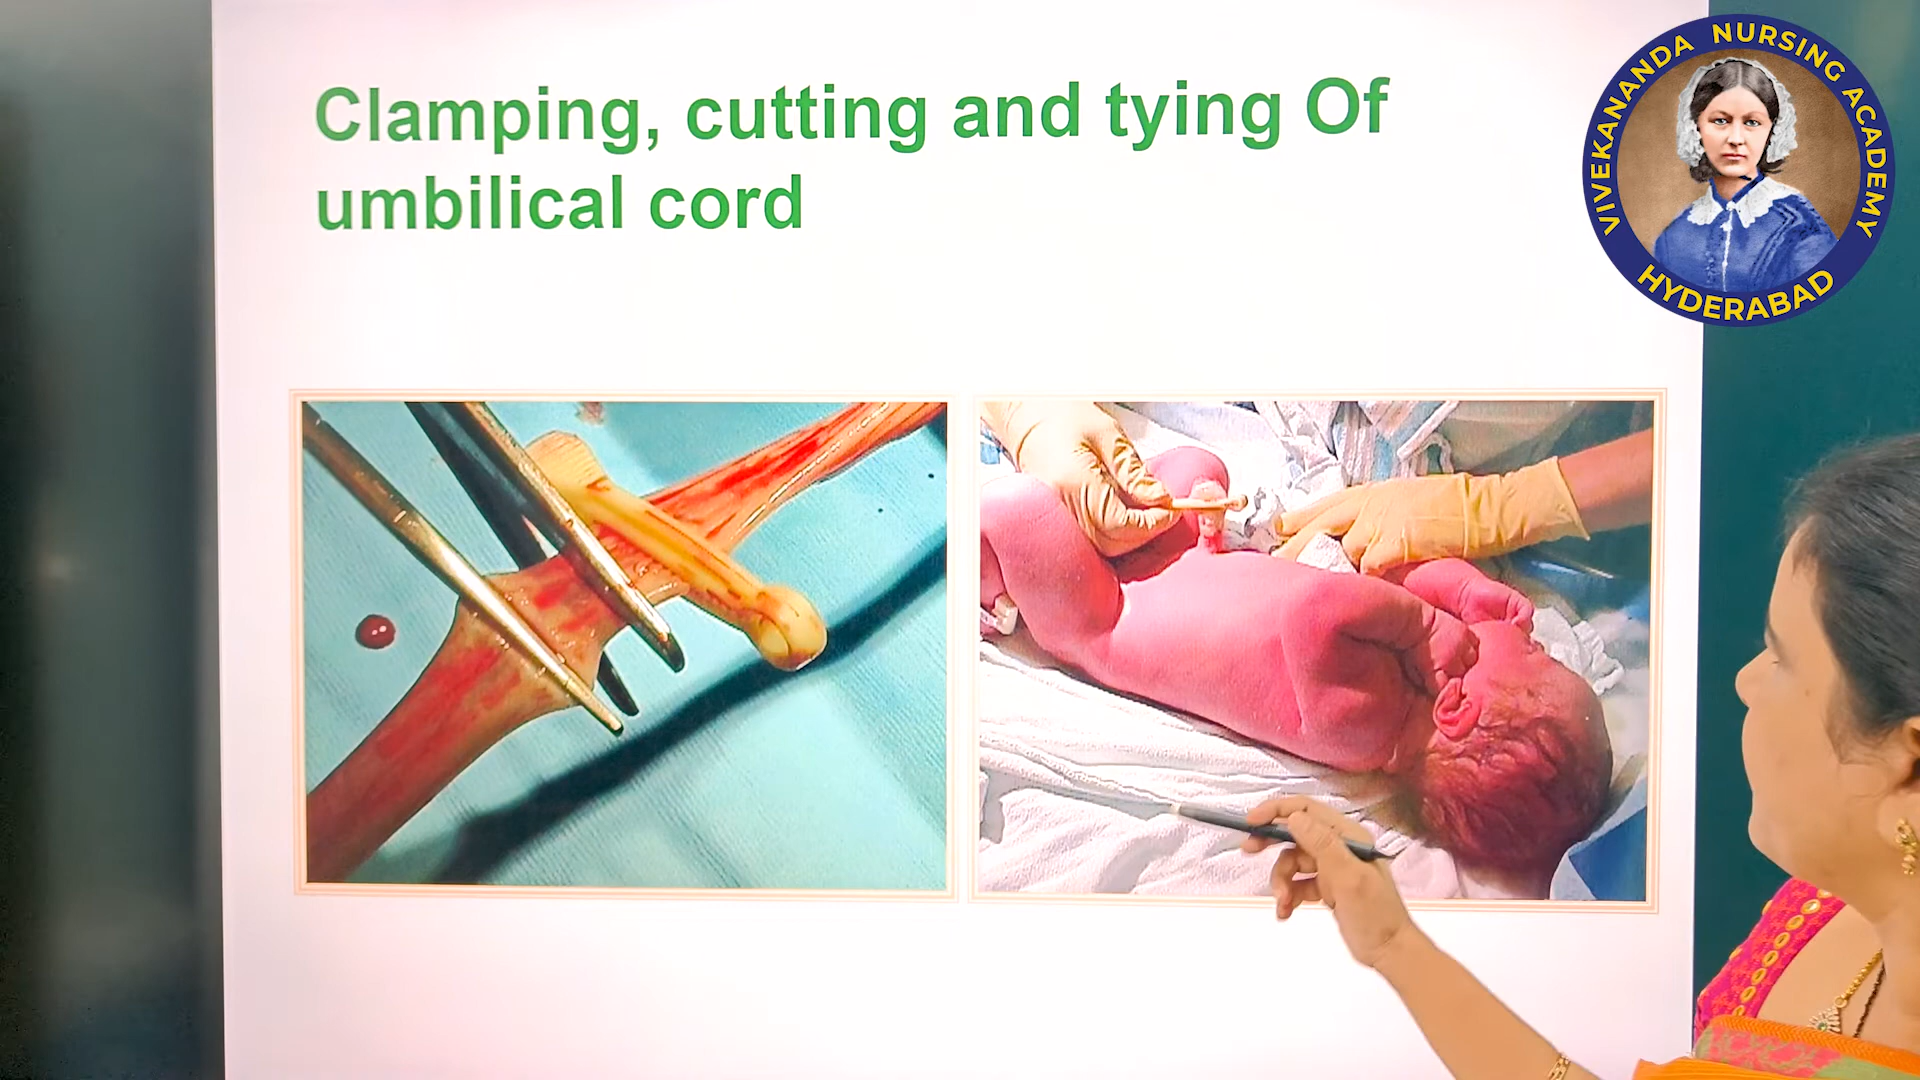 Clamping, cutting and tying Of
umbilical cord
VIVEKANANDA NURSING ACADEMY
HYDERABAD